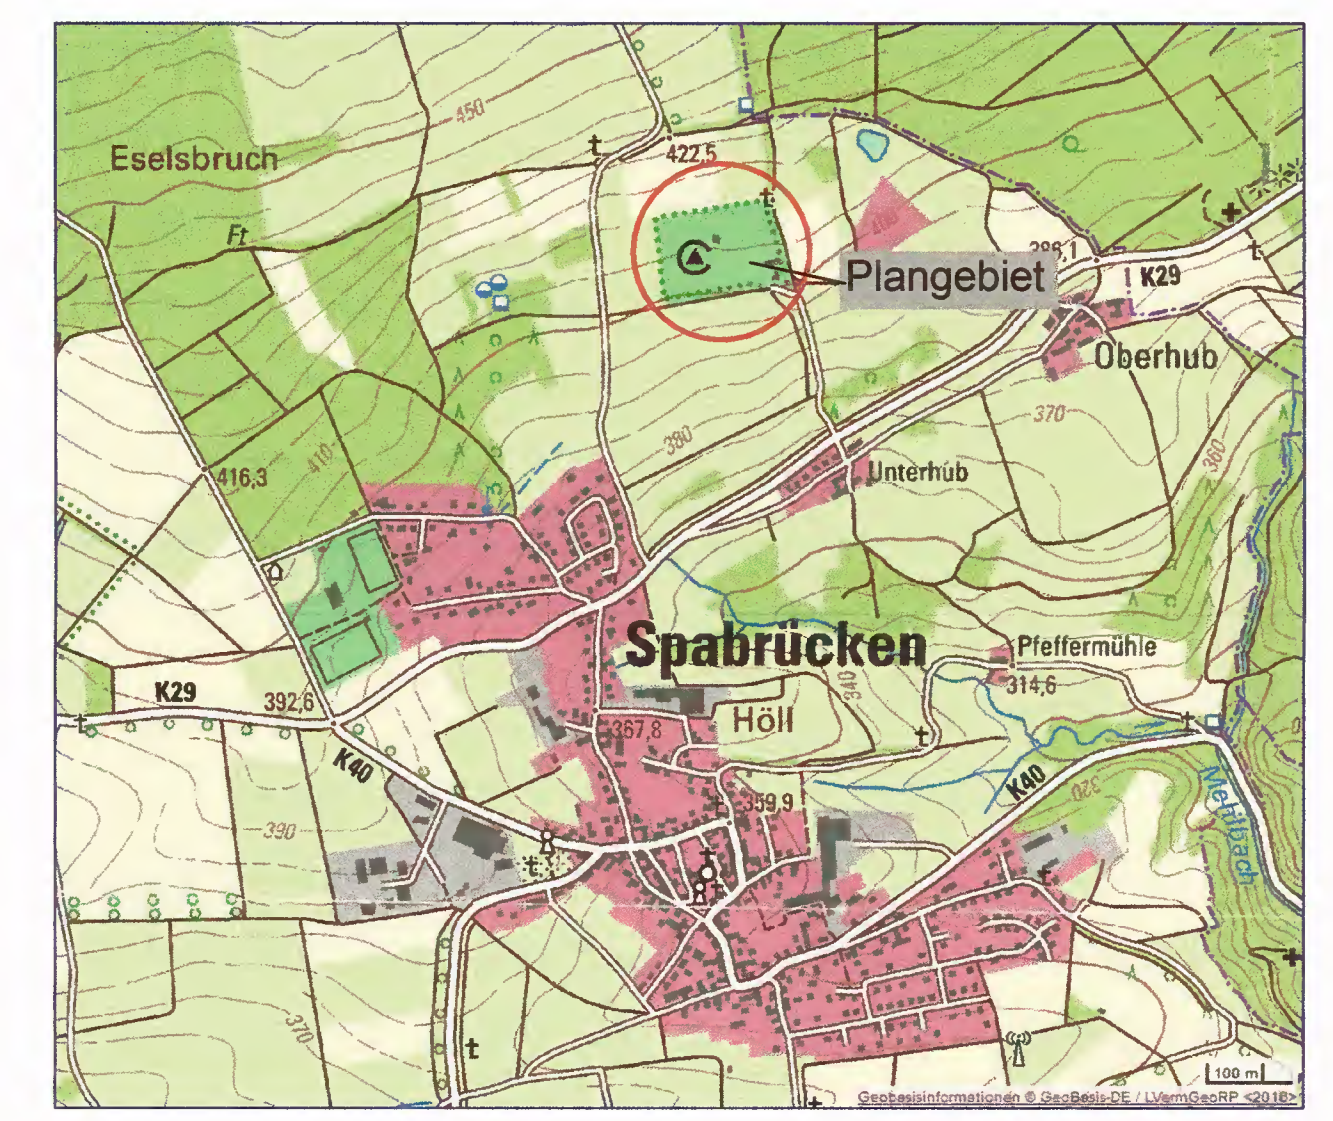 450
Eselsbruch
422,5
Ft
Plangebiet
K29
Oberhub
370
380
410
360
416,3
Unterhub
Spabrücken
Pfeffermühle
314,6
340
K29
392,6
Höll
367,8
K40
K40
320
359,9
390
Mehlbach
370
100 m
Geobasisinformationen © GeoBasis-DE / LVermGeoRP <2018>